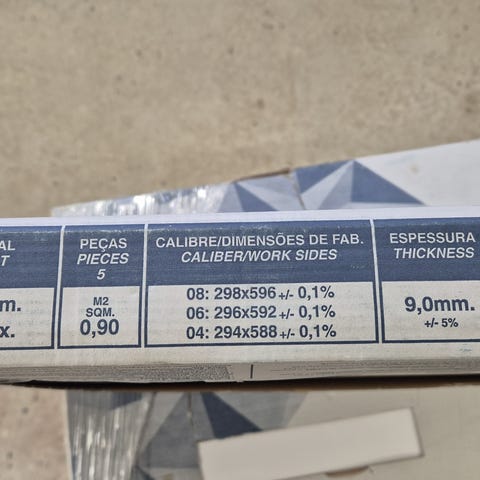 AL
T
m.
x.
PEÇAS
PIECES
5
M2
SQM.
0,90
CALIBRE/DIMENSÕES DE FAB.
CALIBER/WORK SIDES
08: 298x596 +/- 0,1%
06: 296x592 +/- 0,1%
04: 294x588 +/- 0,1%
ESPESSURA
THICKNESS
9,0mm.
+/- 5%